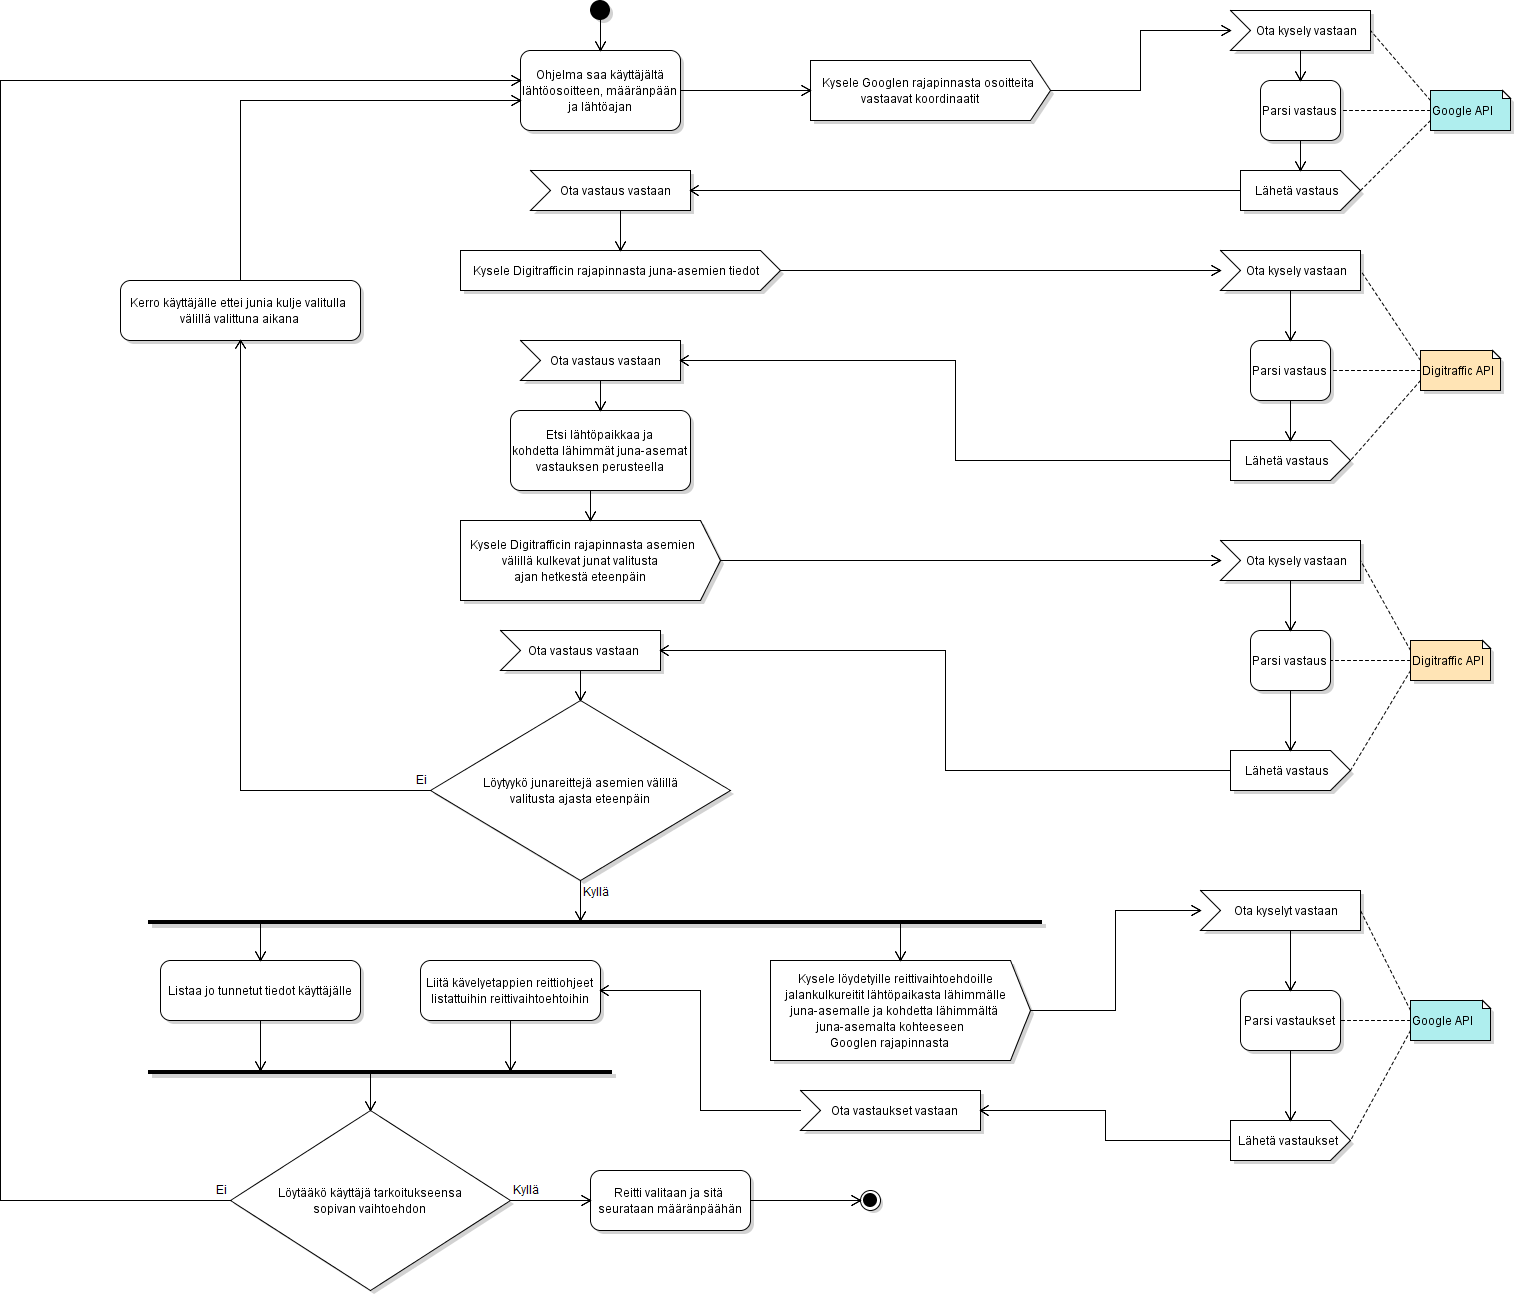 Ohjelma saa käyttäjältä
lähtöosoitteen, määränpään
ja lähtöajan
Kysele Googlen rajapinnasta osoitteita
vastaavat koordinaatit
Ota kysely vastaan
Parsi vastaus
Google API
Lähetä vastaus
Ota vastaus vastaan
Kysele Digitrafficin rajapinnasta juna-asemien tiedot
Ota kysely vastaan
Parsi vastaus
Digitraffic API
Lähetä vastaus
Kerro käyttäjälle ettei junia kulje valitulla
välillä valittuna aikana
Ota vastaus vastaan
Etsi lähtöpaikkaa ja
kohdetta lähimmät juna-asemat
vastauksen perusteella
Kysele Digitrafficin rajapinnasta asemien
välillä kulkevat junat valitusta
ajan hetkestä eteenpäin
Ota kysely vastaan
Parsi vastaus
Digitraffic API
Lähetä vastaus
Ota vastaus vastaan
Ei
Löytyykö junareittejä asemien välillä
valitusta ajasta eteenpäin
Kyllä
Listaa jo tunnetut tiedot käyttäjälle
Liitä kävelyetappien reittiohjeet
listattuihin reittivaihtoehtoihin
Kysele löydetyille reittivaihtoehdoille
jalankulkureitit lähtöpaikasta lähimmälle
juna-asemalle ja kohdetta lähimmältä
juna-asemalta kohteeseen
Googlen rajapinnasta
Ota kyselyt vastaan
Parsi vastaukset
Google API
Lähetä vastaukset
Ota vastaukset vastaan
Ei
Löytääkö käyttäjä tarkoitukseensa
sopivan vaihtoehdon
Kyllä
Reitti valitaan ja sitä
seurataan määränpäähän